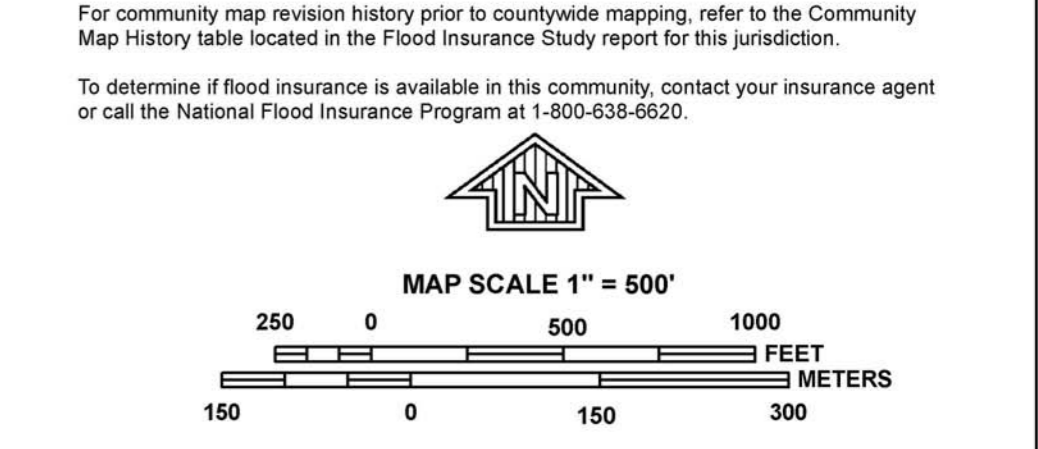 For community map revision history prior to countywide mapping, refer to the Community
Map History table located in the Flood Insurance Study report for this jurisdiction.
To determine if flood insurance is available in this community, contact your insurance agent
or call the National Flood Insurance Program at 1-800-638-6620.
N
MAP SCALE 1" = 500'
250 0 500 1000
FEET
METERS
150 0 150 300